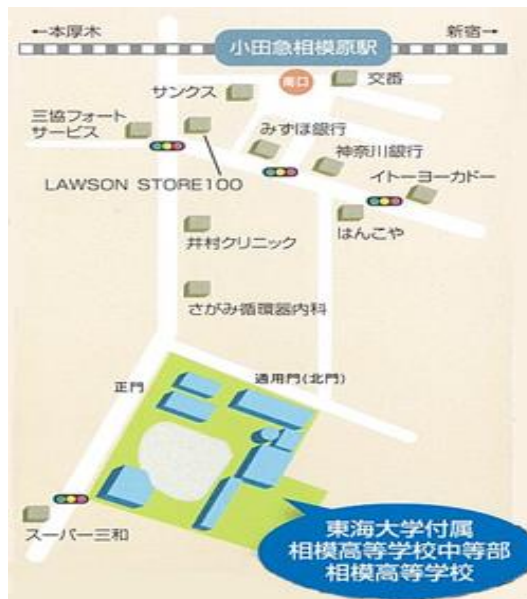 ←本厚木
新宿→
小田急相模原駅
サンクス
南口
交番
三協フォート
サービス
みずほ銀行
神奈川銀行
イトーヨーカドー
LAWSON STORE100
はんこや
井村クリニック
さがみ循環器内科
正門
通用門(北門)
スーパー三和
東海大学付属
相模高等学校中等部
相模高等学校